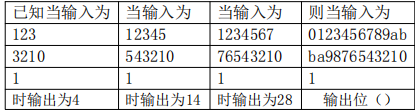 已知当输入为 当输入为 当输入为 则当输入为
123 12345 1234567 0123456789ab
3210 543210 76543210 ba9876543210
1 1 1 1
时输出为4 时输出为14 时输出为28 输出位()